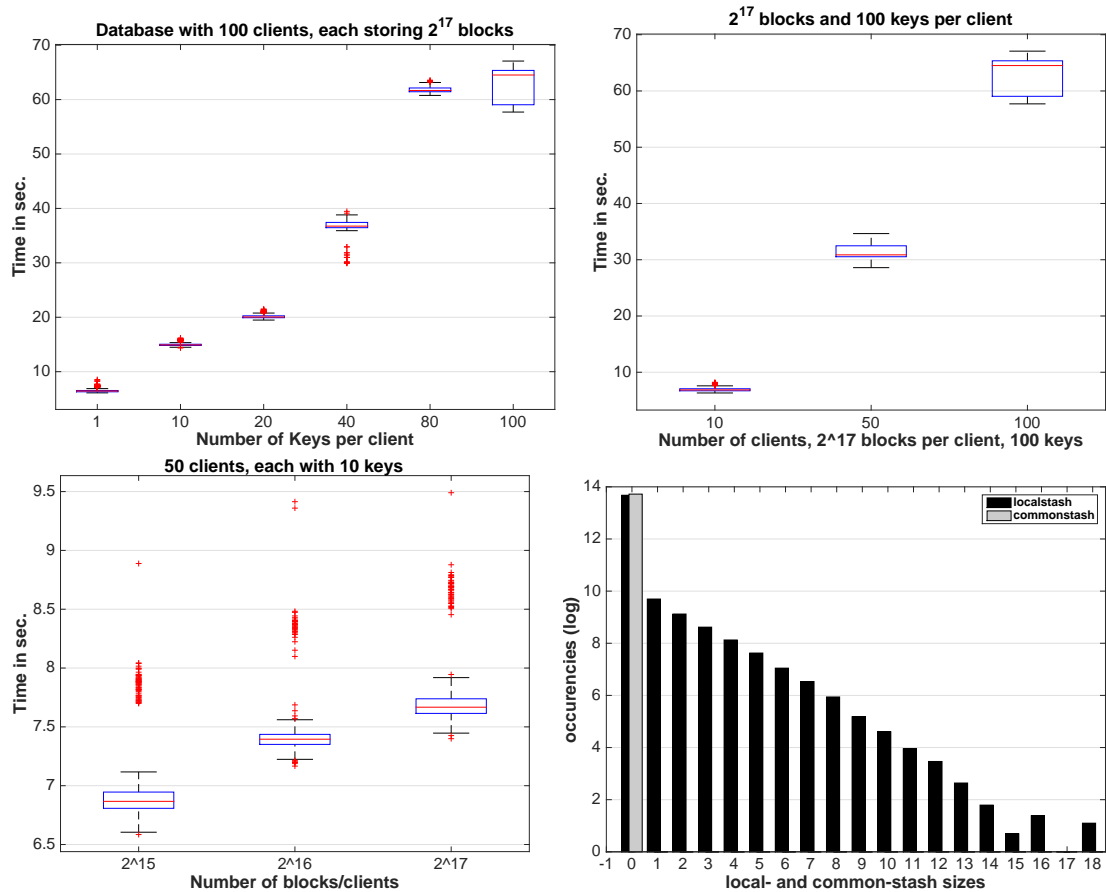 Database with 100 clients, each storing 2^17 blocks
70
60
50
40
30
20
10
Time in sec.
1 10 20 40 80 100
Number of Keys per client
2^17 blocks and 100 keys per client
70
60
50
40
30
20
10
Time in sec.
10 50 100
Number of clients, 2^17 blocks per client, 100 keys
50 clients, each with 10 keys
9.5
9
8.5
8
7.5
7
6.5
Time in sec.
2^15 2^16 2^17
Number of blocks/clients
14
12
10
8
6
4
2
0
occurencies (log)
localstash
commonstash
-1 0 1 2 3 4 5 6 7 8 9 10 11 12 13 14 15 16 17 18
local- and common-stash sizes